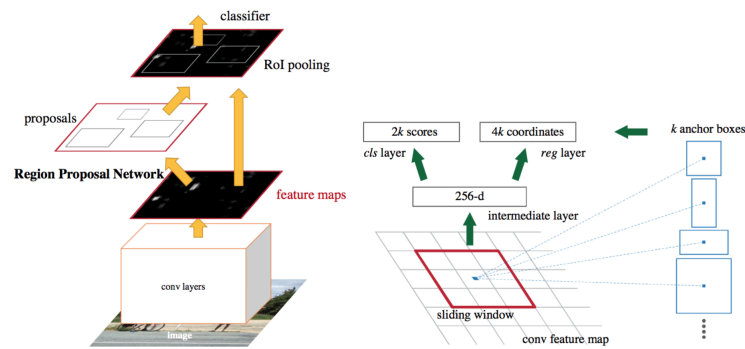 classifier
RoI pooling
proposals
Region Proposal Network
feature maps
conv layers
image
2k scores
4k coordinates
k anchor boxes
cls layer
reg layer
256-d
intermediate layer
sliding window
conv feature map